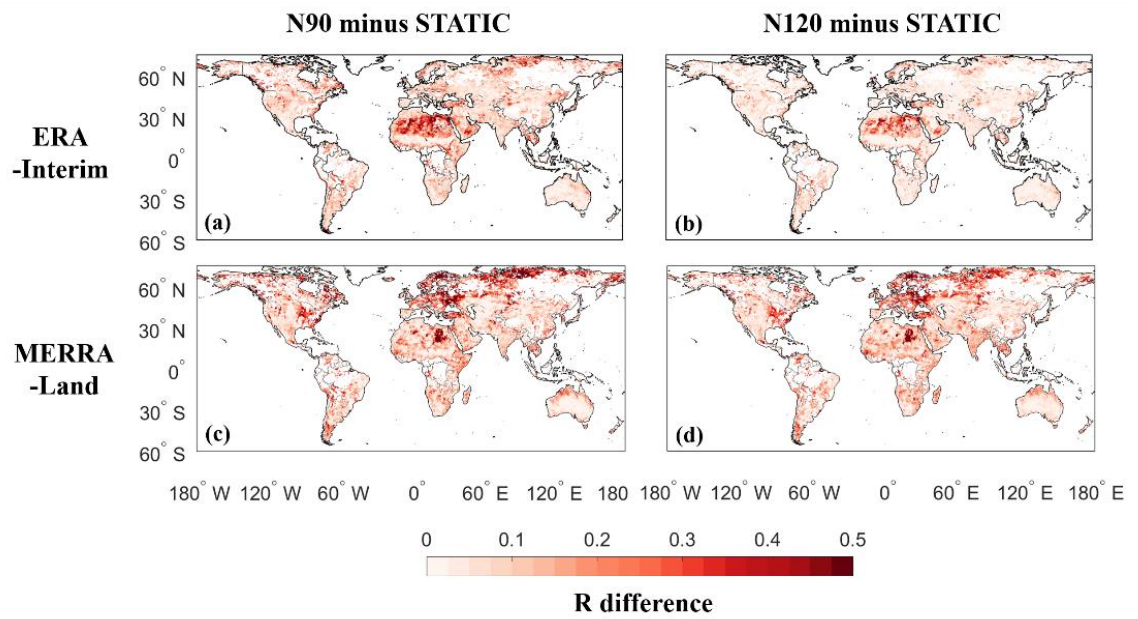 N90 minus STATIC
N120 minus STATIC
ERA
-Interim
60° N
30° N
0°
30° S
60° S
(a)
(b)
MERRA
-Land
60° N
30° N
0°
30° S
60° S
(c)
(d)
180° W 120° W 60° W 0° 60° E 120° E 180° W 120° W 60° W 0° 60° E 120° E 180° E
0 0.1 0.2 0.3 0.4 0.5
R difference